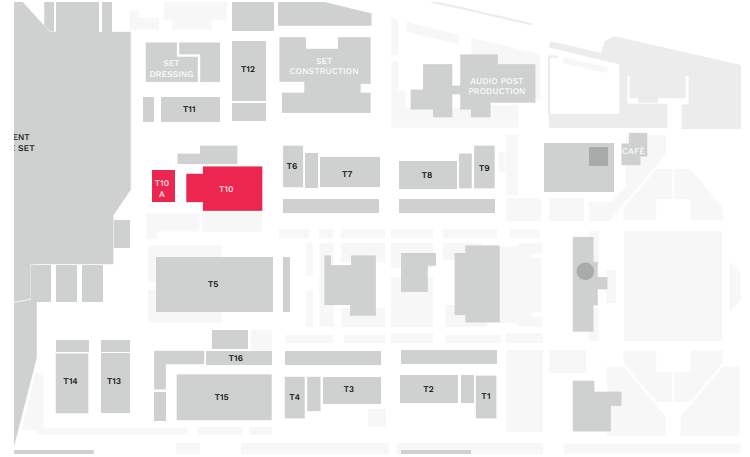 SET
DRESSING
T12
SET
CONSTRUCTION
AUDIO POST
PRODUCTION
T11
ENT
SET
T6
T7
T8
T9
CAFÈ
T10
A
T10
T5
T16
T14
T13
T15
T4
T3
T2
T1